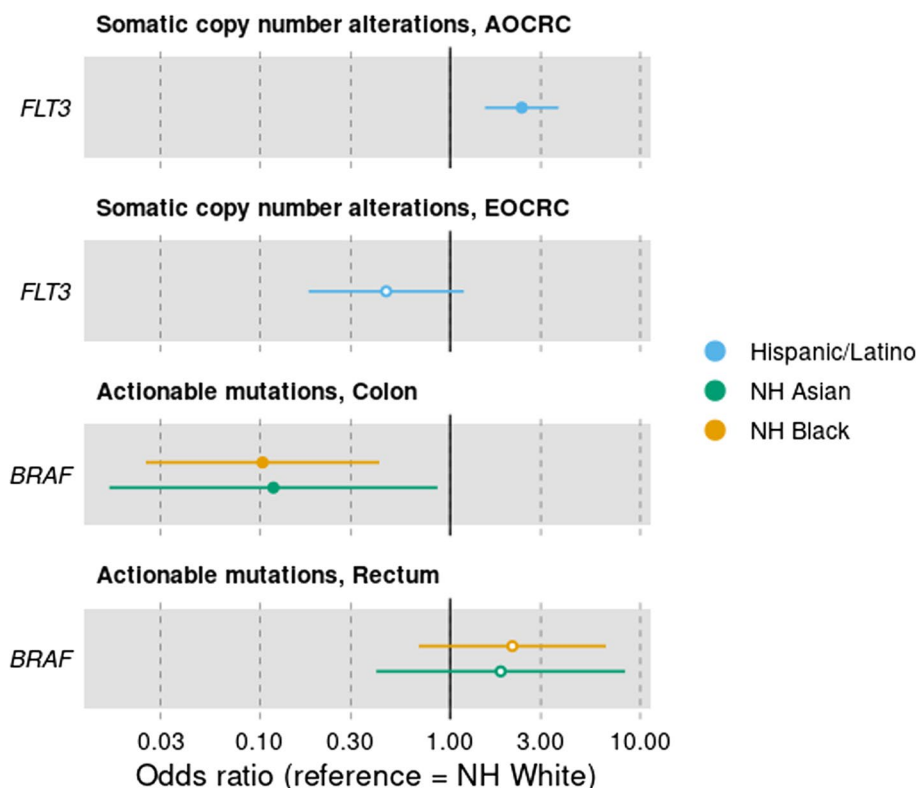 Somatic copy number alterations, AOCRC
FLT3
Somatic copy number alterations, EOCRC
FLT3
Actionable mutations, Colon
BRAF
Actionable mutations, Rectum
BRAF
0.03 0.10 0.30 1.00 3.00 10.00
Odds ratio (reference = NH White)
Hispanic/Latino
NH Asian
NH Black